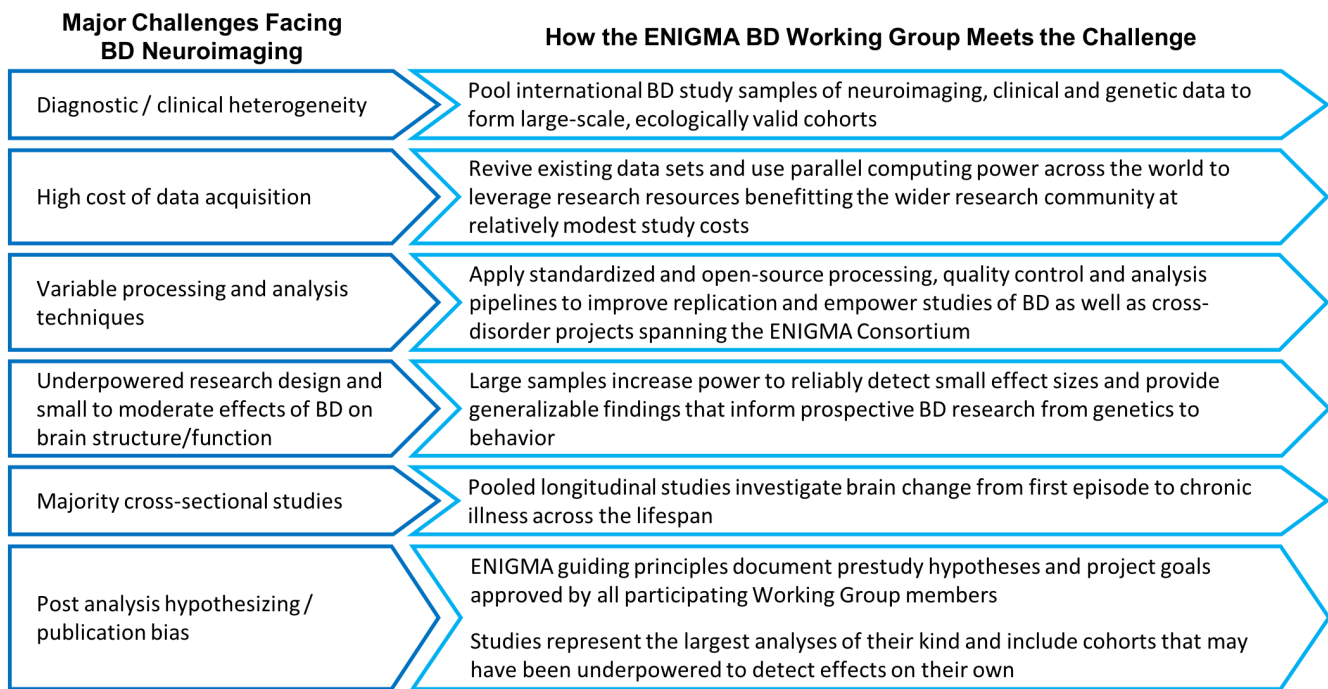 Major Challenges Facing
BD Neuroimaging
How the ENIGMA BD Working Group Meets the Challenge
Diagnostic / clinical heterogeneity
Pool international BD study samples of neuroimaging, clinical and genetic data to
form large-scale, ecologically valid cohorts
High cost of data acquisition
Revive existing data sets and use parallel computing power across the world to
leverage research resources benefitting the wider research community at
relatively modest study costs
Variable processing and analysis
techniques
Apply standardized and open-source processing, quality control and analysis
pipelines to improve replication and empower studies of BD as well as cross-
disorder projects spanning the ENIGMA Consortium
Underpowered research design and
small to moderate effects of BD on
brain structure/function
Large samples increase power to reliably detect small effect sizes and provide
generalizable findings that inform prospective BD research from genetics to
behavior
Majority cross-sectional studies
Pooled longitudinal studies investigate brain change from first episode to chronic
illness across the lifespan
Post analysis hypothesizing /
publication bias
ENIGMA guiding principles document prestudy hypotheses and project goals
approved by all participating Working Group members
Studies represent the largest analyses of their kind and include cohorts that may
have been underpowered to detect effects on their own